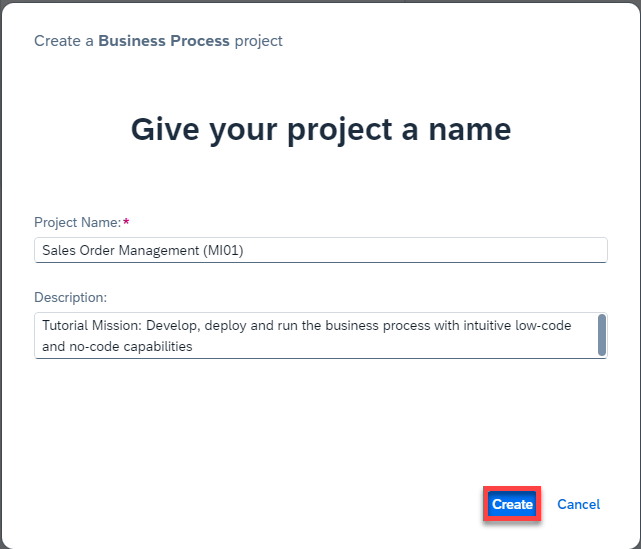 Create a Business Process project
Give your project a name
Project Name:*
Sales Order Management (MI01)
Description:
Tutorial Mission: Develop, deploy and run the business process with intuitive low-code
and no-code capabilities
Create Cancel